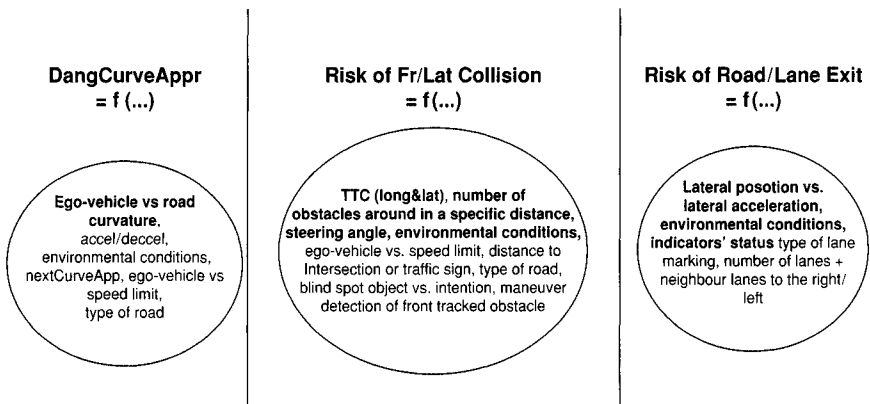 DangCurveAppr
= f (...)
Ego-vehicle vs road
curvature,
accel/deccel,
environmental conditions,
nextCurveApp, ego-vehicle vs
speed limit,
type of road
Risk of Fr/Lat Collision
= f(...)
TTC (long&lat), number of
obstacles around in a specific distance,
steering angle, environmental conditions,
ego-vehicle vs. speed limit, distance to
Intersection or traffic sign, type of road,
blind spot object vs. intention, maneuver
detection of front tracked obstacle
Risk of Road/Lane Exit
= f(...)
Lateral posotion vs.
lateral acceleration,
environmental conditions,
indicators' status type of lane
marking, number of lanes +
neighbour lanes to the right/
left